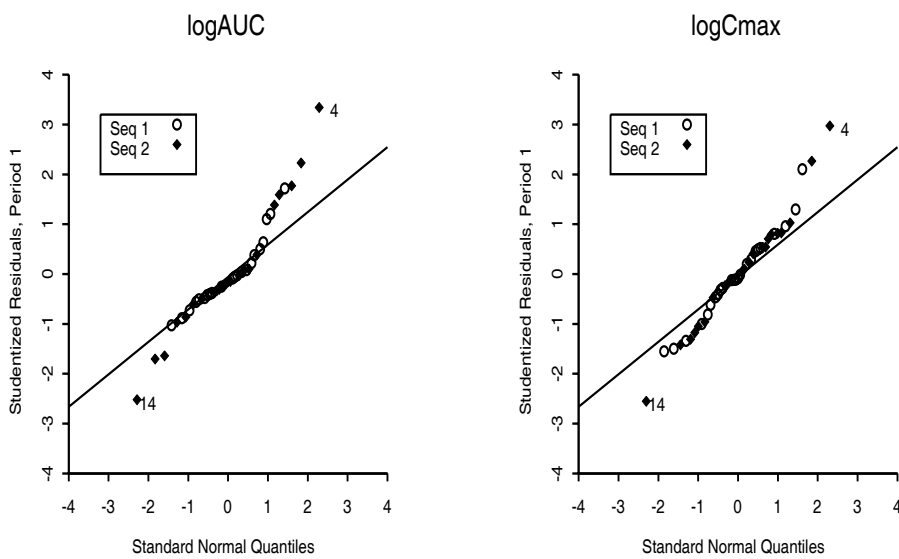 logAUC
Studentized Residuals, Period 1
4
3
2
1
0
-1
-2
-3
-4
Seq 1
Seq 2
4
14
-4 -3 -2 -1 0 1 2 3 4
Standard Normal Quantiles
logCmax
Studentized Residuals, Period 1
4
3
2
1
0
-1
-2
-3
-4
Seq 1
Seq 2
4
14
-4 -3 -2 -1 0 1 2 3 4
Standard Normal Quantiles